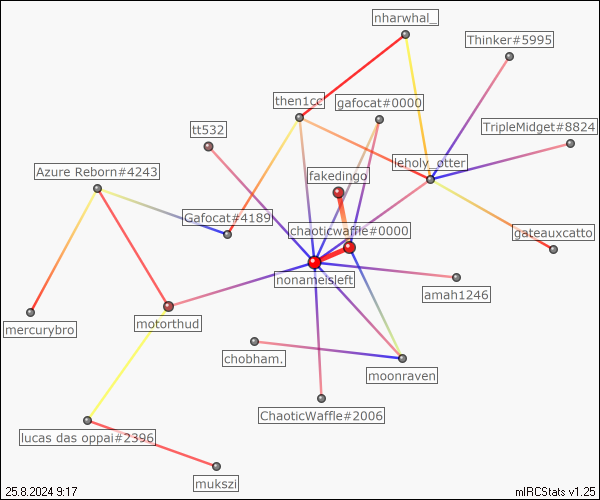 nharwhal_
Thinker#5995
then1cc
gafocat#0000
tt532
TripleMidget#8824
leholy_otter
Azure Reborn#4243
fakedingo
Gafocat#4189
chaoticwaffle#0000
gateauxcatto
nonameisleft
amah1246
mercurybro
motorthud
chobham.
moonraven
ChaoticWaffle#2006
lucas das oppai#2396
mukszi
25.8.2024 9:17
mIRCStats v1.25